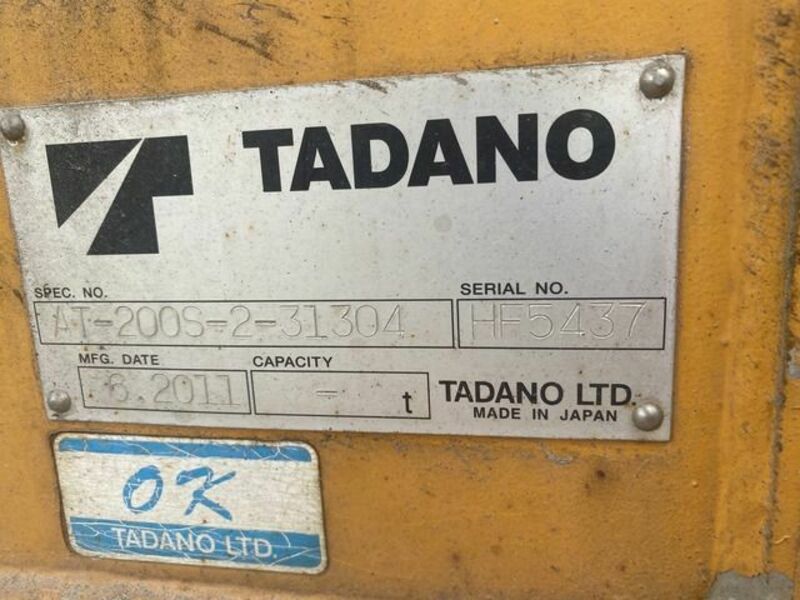 TADANO
SPEC. NO.
AT-200S-2-31304
SERIAL NO.
HF5437
MFG. DATE
6.2011
CAPACITY
- t
TADANO LTD.
MADE IN JAPAN
OK
TADANO LTD.